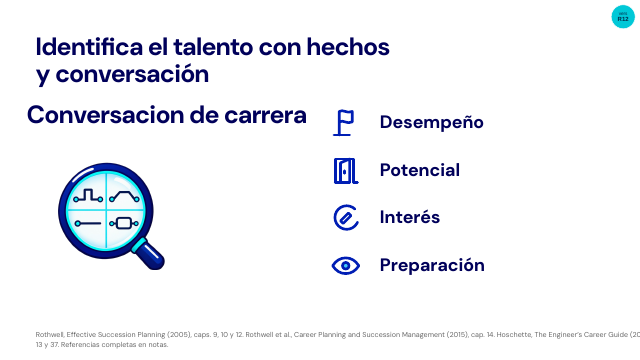 R12
Identifica el talento con hechos
y conversación
Conversacion de carrera
Desempeño
Potencial
Interés
Preparación
Rothwell, Effective Succession Planning (2005), caps. 9, 10 y 12. Rothwell et al., Career Planning and Succession Management (2015), cap. 14. Hoschette, The Engineer's Career Guide (20
13 y 37. Referencias completas en notas.